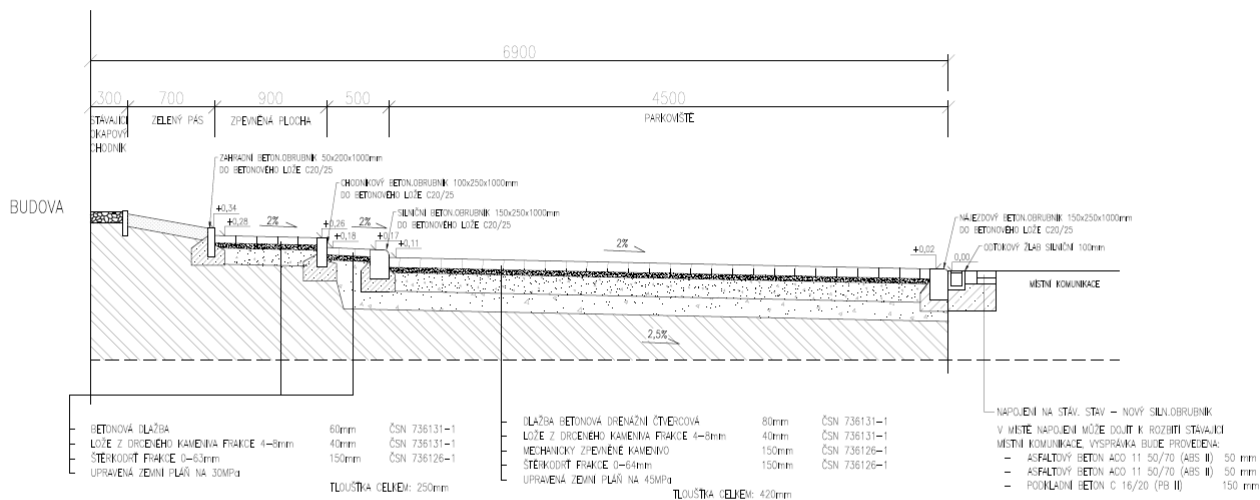 6900
300 700 900 500 4500
STÁVAJÍCÍ
OKAPOVÝ
CHODNÍK
ZELENÝ PÁS
ZPEVNĚNÁ PLOCHA
PARKOVIŠTĚ
ZAHRADNÍ BETON.OBRUBNÍK 50x200x1000mm
DO BETONOVÉHO LOŽE C20/25
CHODNÍKOVÝ BETON.OBRUBNÍK 100x250x1000mm
DO BETONOVÉHO LOŽE C20/25
SILNIČNÍ BETON.OBRUBNÍK 150x250x1000mm
DO BETONOVÉHO LOŽE C20/25
NÁJEZDOVÝ BETON.OBRUBNÍK 150x250x1000mm
DO BETONOVÉHO LOŽE C20/25
ODTOKOVÝ ŽLAB SILNIČNÍ 100mm
BUDOVA
+0,34
+0,28
2%
+0,26
+0,18
2%
+0,17
+0,11
2%
+0,02
0,00
MÍSTNÍ KOMUNIKACE
2,5%
BETONOVÁ DLAŽBA 60mm ČSN 736131-1
LOŽE Z DRCENÉHO KAMENIVA FRAKCE 4-8mm 40mm ČSN 736131-1
ŠTĚRKODRŤ FRAKCE 0-63mm 150mm ČSN 736126-1
UPRAVENÁ ZEMNÍ PLÁŇ NA 30MPa
TLOUŠŤKA CELKEM: 250mm
DLAŽBA BETONOVÁ DRENÁŽNÍ ČTVERCOVÁ 80mm ČSN 736131-1
LOŽE Z DRCENÉHO KAMENIVA FRAKCE 4-8mm 40mm ČSN 736131-1
MECHANICKY ZPEVNĚNÉ KAMENIVO 150mm ČSN 736126-1
ŠTĚRKODRŤ FRAKCE 0-64mm 150mm ČSN 736126-1
UPRAVENÁ ZEMNÍ PLÁŇ NA 45MPa
TLOUŠŤKA CELKEM: 420mm
NAPOJENÍ NA STÁV. STAV - NOVÝ SILN.OBRUBNÍK
V MÍSTĚ NAPOJENÍ MŮŽE DOJÍT K ROZBITÍ STÁVAJÍCÍ
MÍSTNÍ KOMUNIKACE, VYSPRÁVKA BUDE PROVEDENA:
- ASFALTOVÝ BETON ACO 11 50/70 (ABS II) 50 mm
- ASFALTOVÝ BETON ACO 11 50/70 (ABS II) 50 mm
- PODKLADNÍ BETON C 16/20 (PB II) 150 mm